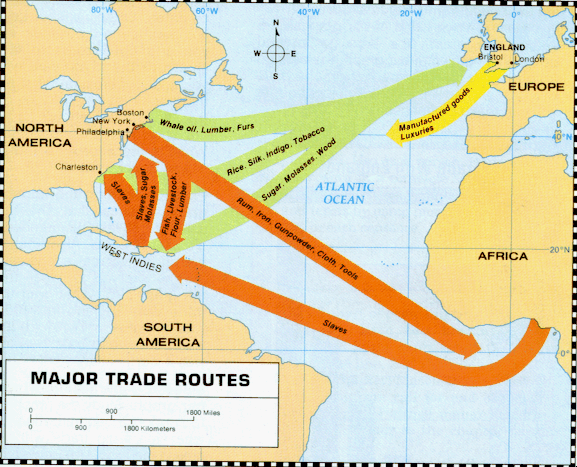 80°W
60°W
40°W
20°W
0°
N
W
E
S
ENGLAND
Bristol
London
EUROPE
Boston
New York
Philadelphia
NORTH
AMERICA
Whale oil, Lumber, Furs
Manufactured goods,
Luxuries
40°N
Charleston
Rice, Silk, Indigo, Tobacco
Sugar, Molasses, Wood
ATLANTIC
OCEAN
Slaves
Slaves, Sugar,
Molasses
Fish, Livestock,
Flour, Lumber
Rum, Iron, Gunpowder, Cloth, Tools
WEST INDIES
20°N
AFRICA
Slaves
SOUTH
AMERICA
0°
MAJOR TRADE ROUTES
0 900 1800 Miles
0 900 1800 Kilometers